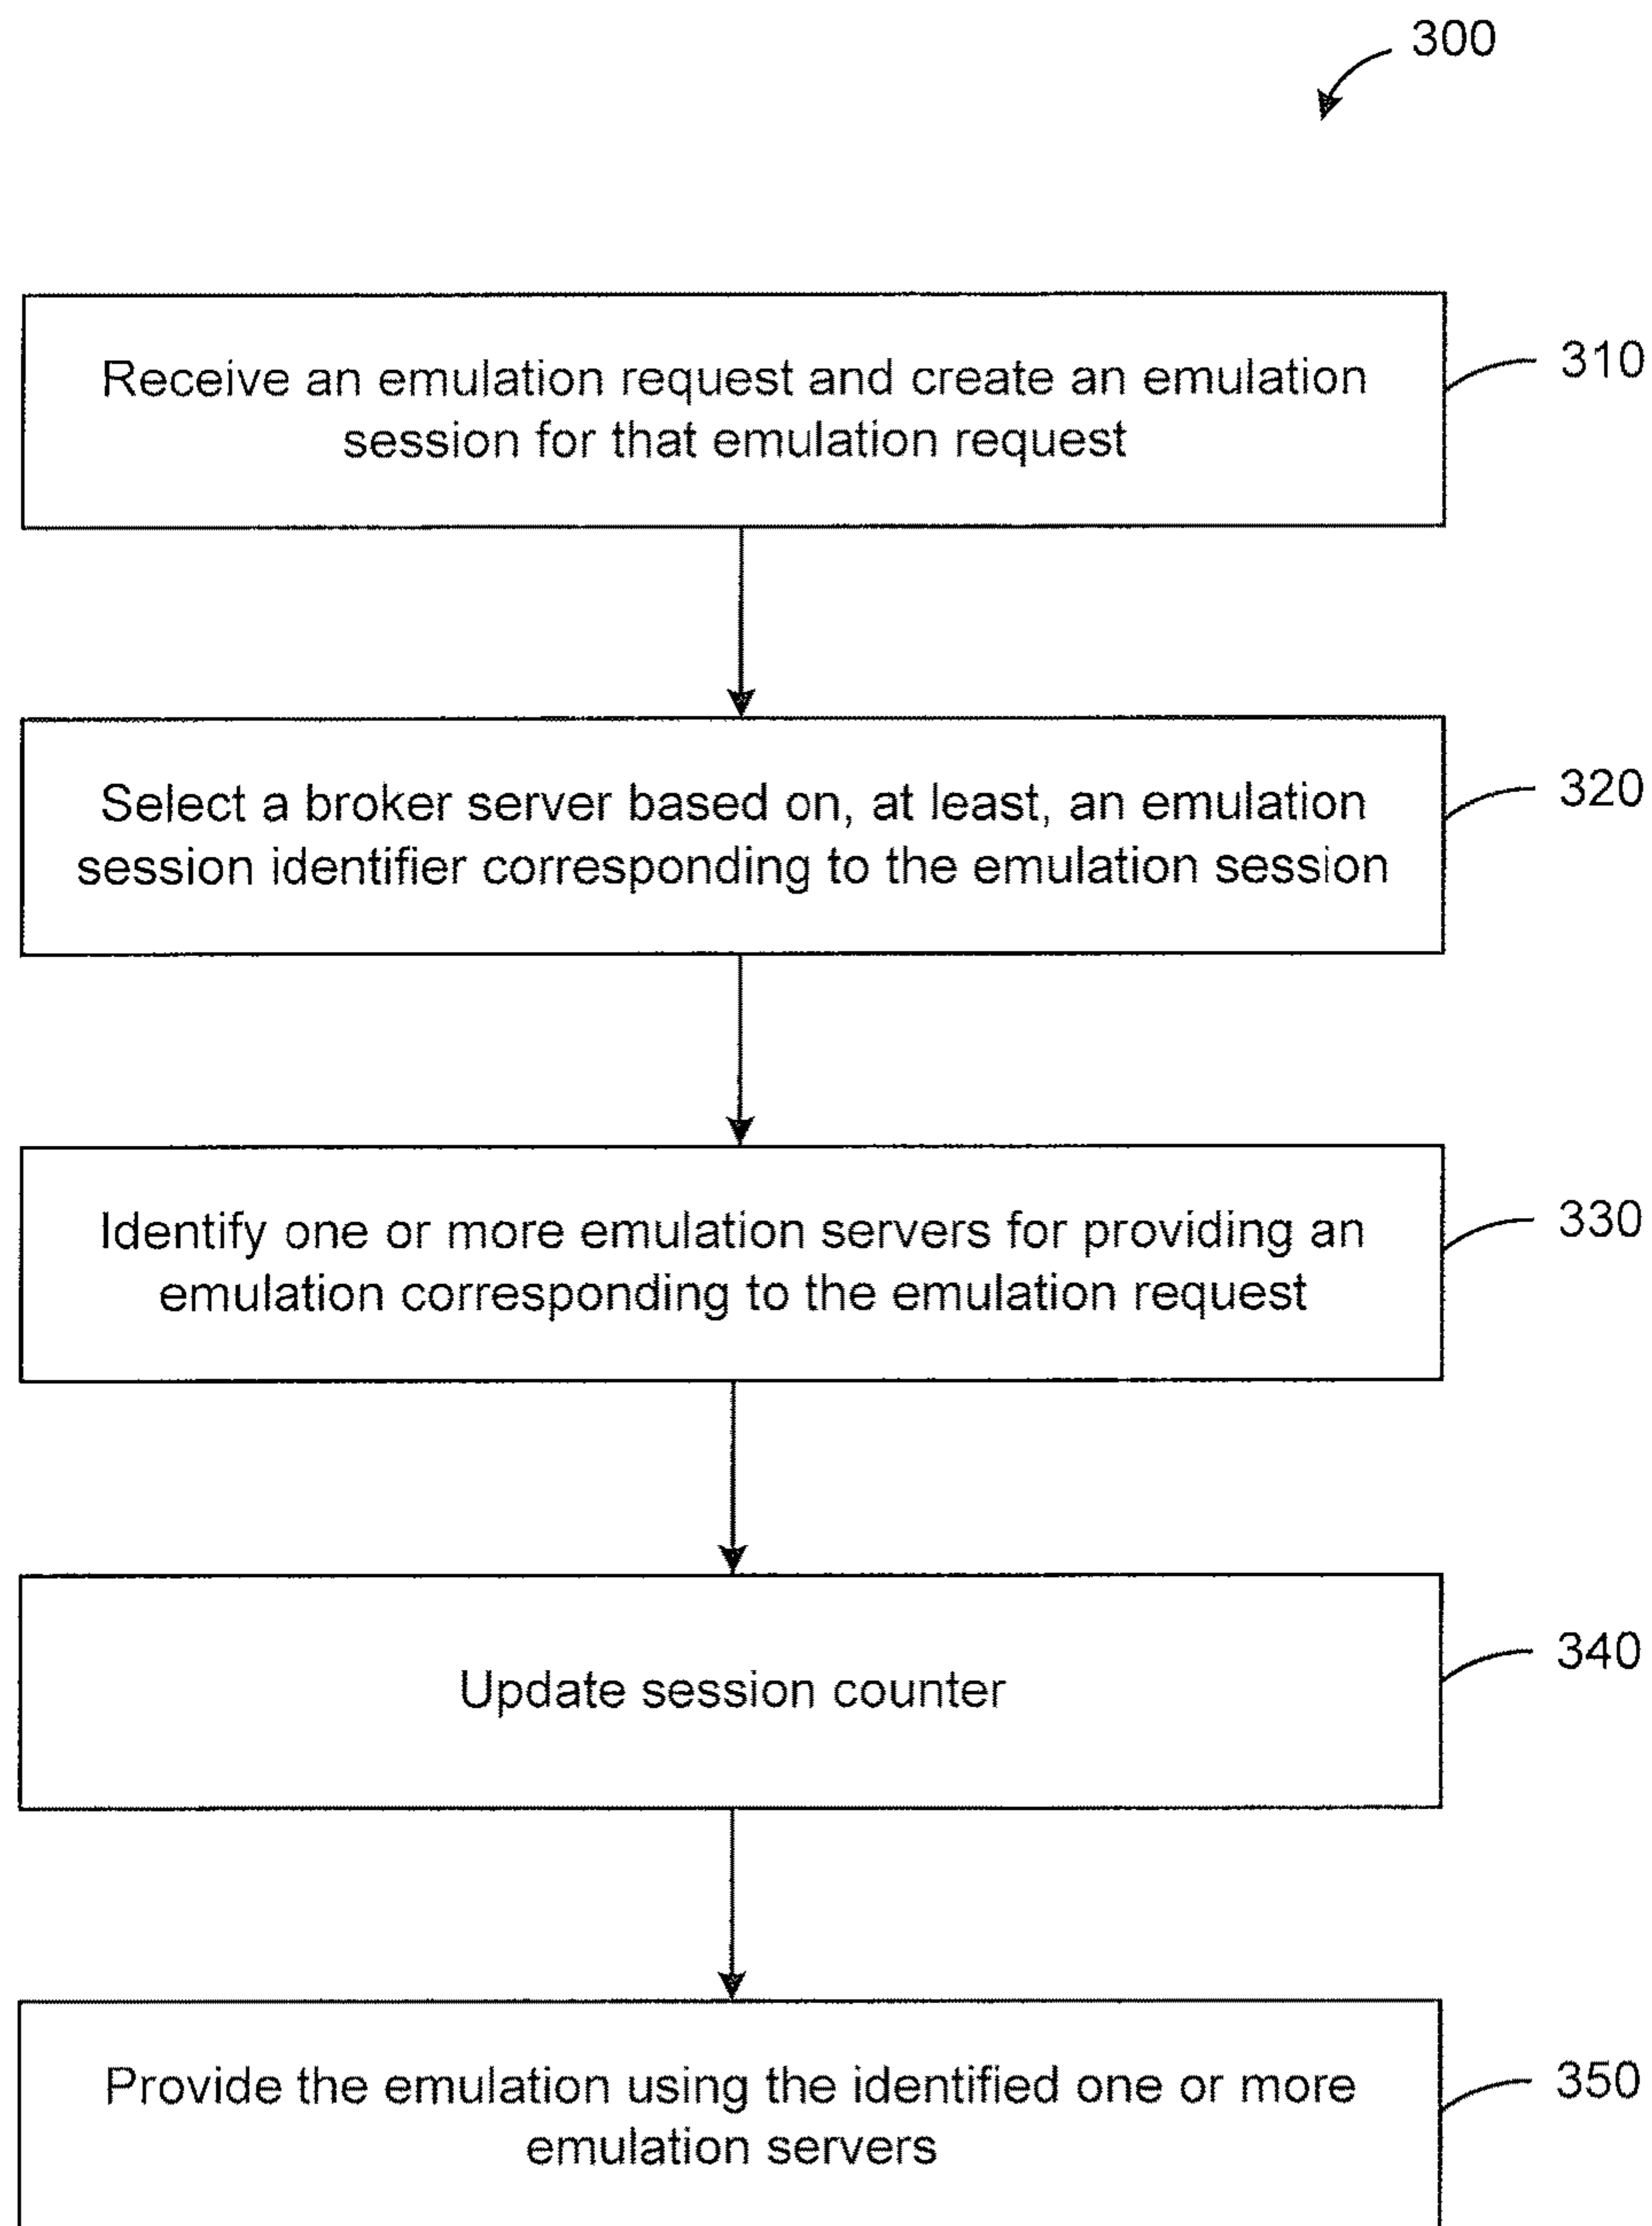 300
Receive an emulation request and create an emulation
session for that emulation request
310
Select a broker server based on, at least, an emulation
session identifier corresponding to the emulation session
320
Identify one or more emulation servers for providing an
emulation corresponding to the emulation request
330
Update session counter
340
Provide the emulation using the identified one or more
emulation servers
350